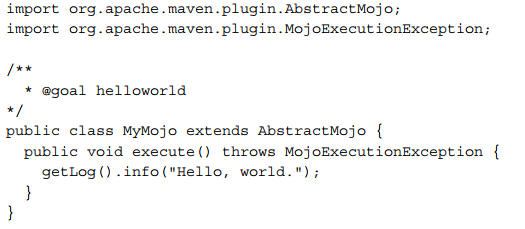 import org.apache.maven.plugin.AbstractMojo;
import org.apache.maven.plugin.MojoExecutionException;

/**
  * @goal helloworld
*/
public class MyMojo extends AbstractMojo {
  public void execute() throws MojoExecutionException {
    getLog().info("Hello, world.");
  }
}